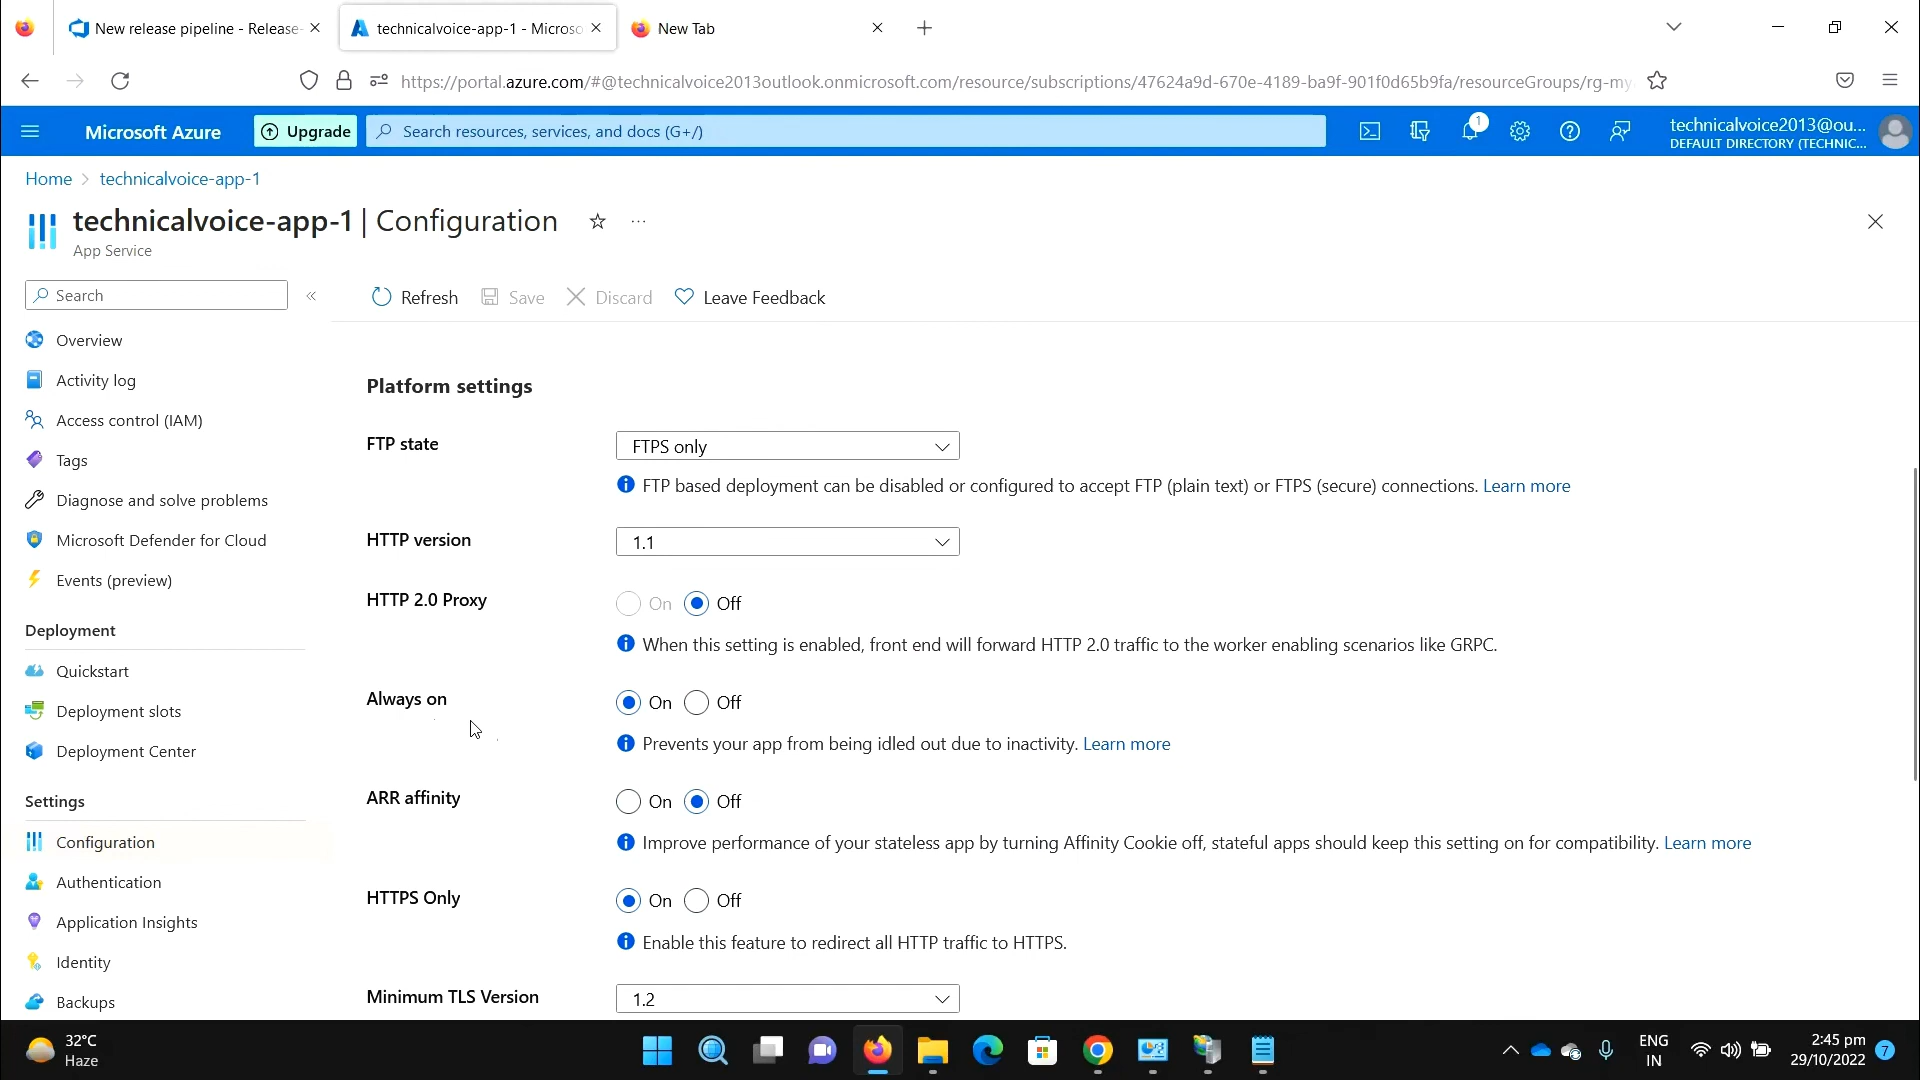 New release pipeline - Release-
technicalvoice-app-1 - Microso
New Tab
https://portal.azure.com/#@technicalvoice2013outlook.onmicrosoft.com/resource/subscriptions/47624a9d-670e-4189-ba9f-901f0d65b9fa/resourceGroups/rg-my
Microsoft Azure
Upgrade
Search resources, services, and docs (G+/)
1
technicalvoice2013@ou...
DEFAULT DIRECTORY (TECHNIC...
Home > technicalvoice-app-1
technicalvoice-app-1 | Configuration
App Service
Search
«
Refresh
Save
Discard
Leave Feedback
Overview
Activity log
Access control (IAM)
Tags
Diagnose and solve problems
Microsoft Defender for Cloud
Events (preview)
Deployment
Quickstart
Deployment slots
Deployment Center
Settings
Configuration
Authentication
Application Insights
Identity
Backups
Platform settings
FTP state
FTPS only
FTP based deployment can be disabled or configured to accept FTP (plain text) or FTPS (secure) connections. Learn more
HTTP version
1.1
HTTP 2.0 Proxy
On Off
When this setting is enabled, front end will forward HTTP 2.0 traffic to the worker enabling scenarios like GRPC.
Always on
On Off
Prevents your app from being idled out due to inactivity. Learn more
ARR affinity
On Off
Improve performance of your stateless app by turning Affinity Cookie off, stateful apps should keep this setting on for compatibility. Learn more
HTTPS Only
On Off
Enable this feature to redirect all HTTP traffic to HTTPS.
Minimum TLS Version
1.2
32°C
Haze
ENG
IN
2:45 pm
29/10/2022
7